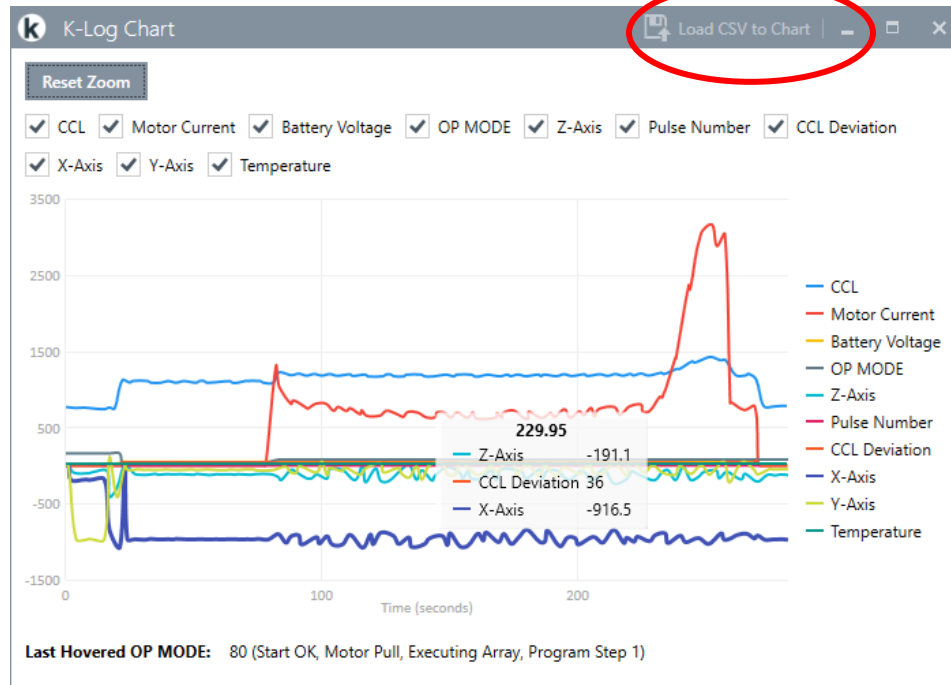 k K-Log Chart Load CSV to Chart
Reset Zoom
CCL Motor Current Battery Voltage OP MODE Z-Axis Pulse Number CCL Deviation
X-Axis Y-Axis Temperature
3500
2500
1500
500
-500
-1500
0 100 200
Time (seconds)
229.95
Z-Axis -191.1
CCL Deviation 36
X-Axis -916.5
CCL
Motor Current
Battery Voltage
OP MODE
Z-Axis
Pulse Number
CCL Deviation
X-Axis
Y-Axis
Temperature
Last Hovered OP MODE: 80 (Start OK, Motor Pull, Executing Array, Program Step 1)